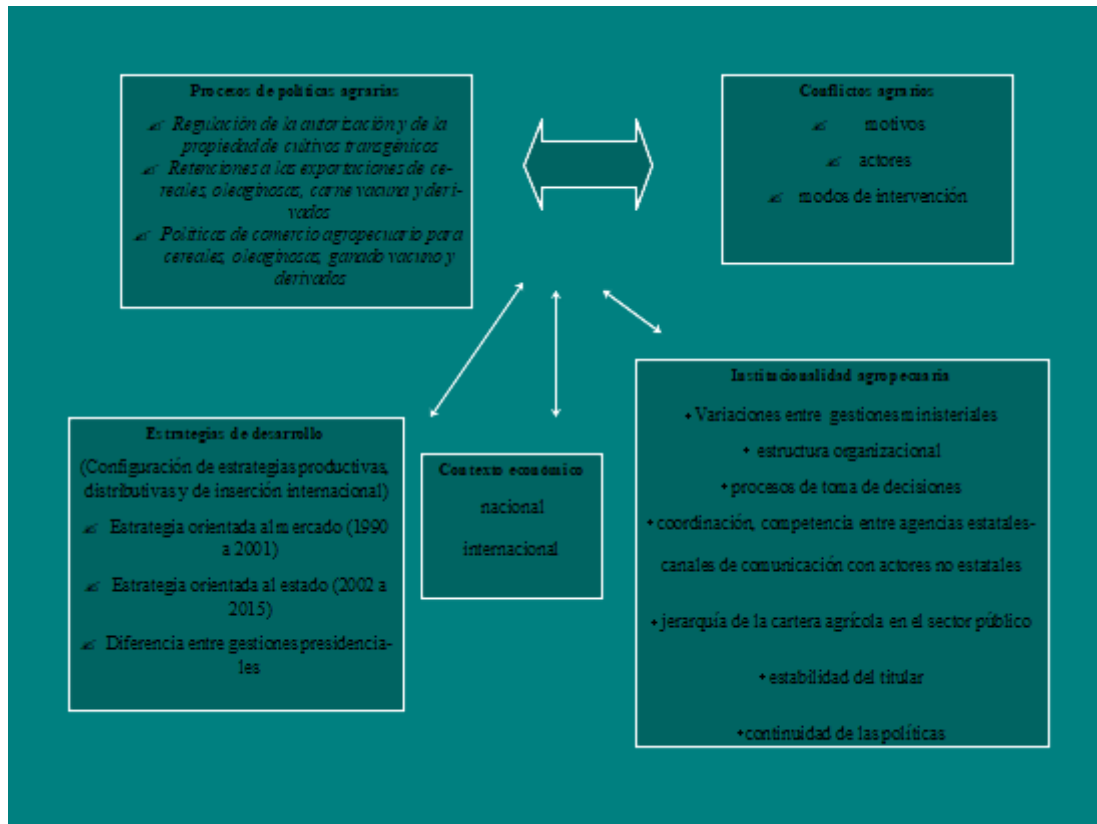 Procesos de políticas agrarias
Regulación de la autorización y de la
propiedad de cultivos transgénicos
Retenciones a las exportaciones de ce-
reales, oleaginosas, carne vacuna y deri-
vados
Políticas de comercio agropecuario para
cereales, oleaginosas, ganado vacuno y
derivados
Conflictos agrarios
motivos
actores
modos de intervención
Estrategias de desarrollo
(Configuración de estrategias productivas,
distributivas y de inserción internacional)
Estrategia orientada al mercado (1990
a 2001)
Estrategia orientada al estado (2002 a
2015)
Diferencia entre gestiones presidencia-
les
Contexto económico
nacional
internacional
Institucionalidad agropecuaria
• Variaciones entre gestiones ministeriales
• estructura organizacional
• procesos de toma de decisiones
• coordinación, competencia entre agencias estatales-
canales de comunicación con actores no estatales
• jerarquía de la cartera agrícola en el sector público
• estabilidad del titular
• continuidad de las políticas